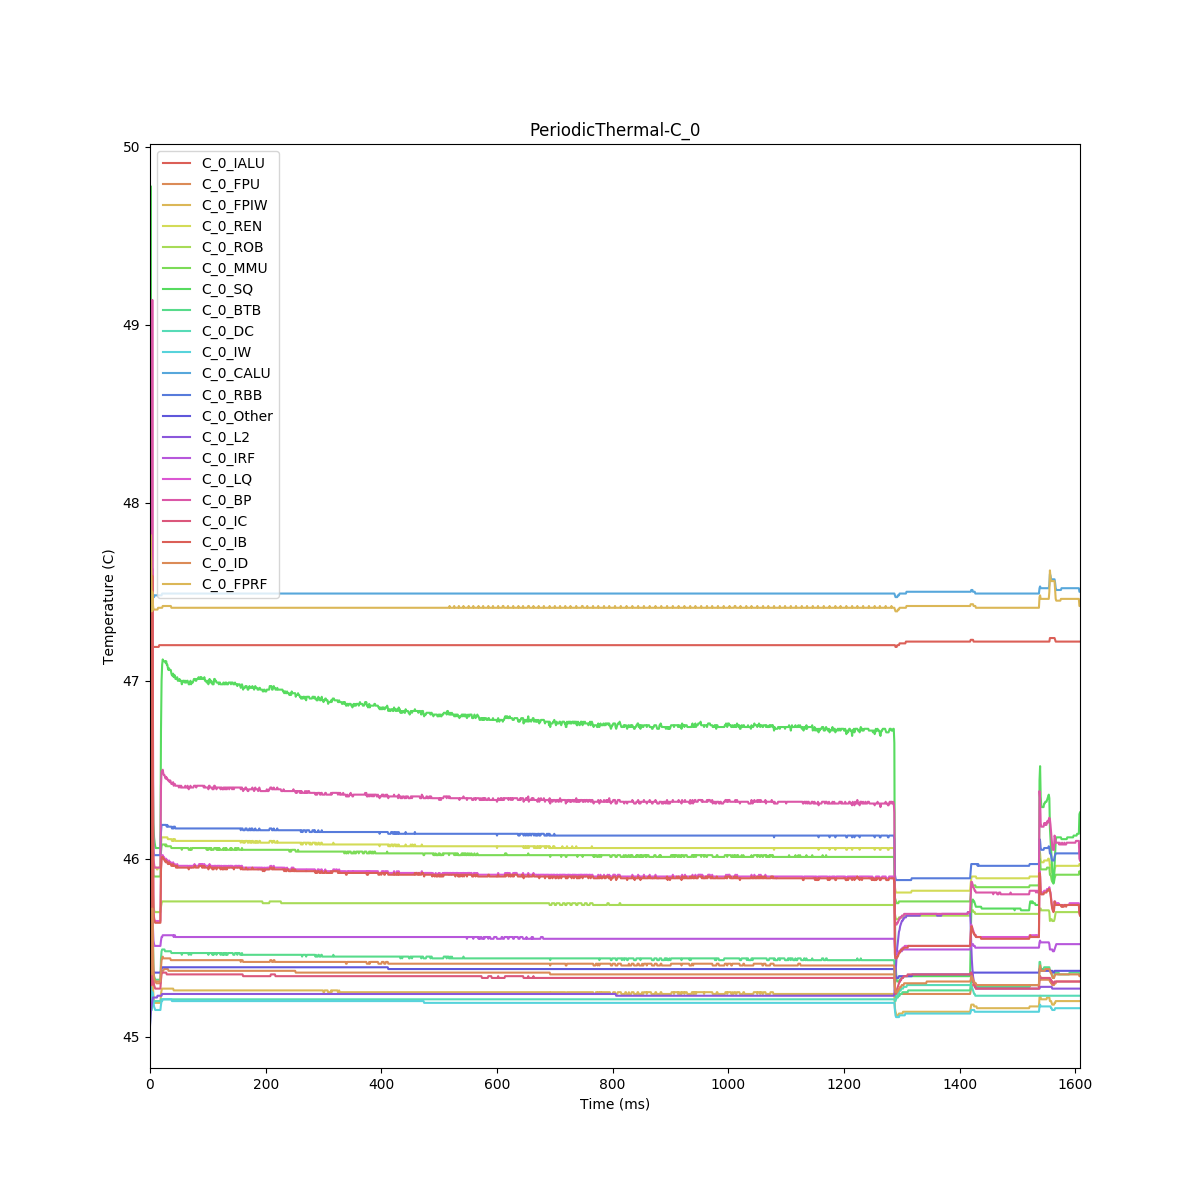 PeriodicThermal-C_0
50
49
48
47
46
45
Temperature (C)
C_0_IALU
C_0_FPU
C_0_FPIW
C_0_REN
C_0_ROB
C_0_MMU
C_0_SQ
C_0_BTB
C_0_DC
C_0_IW
C_0_CALU
C_0_RBB
C_0_Other
C_0_L2
C_0_IRF
C_0_LQ
C_0_BP
C_0_IC
C_0_IB
C_0_ID
C_0_FPRF
0 200 400 600 800 1000 1200 1400 1600
Time (ms)